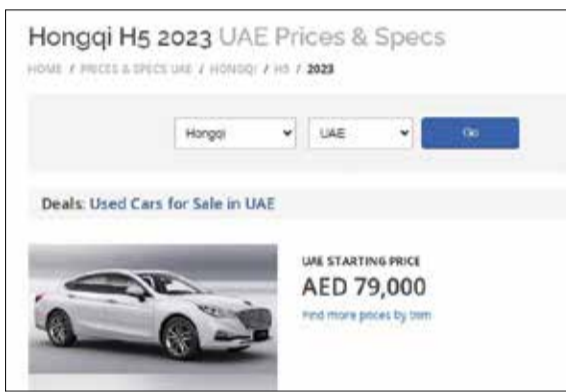 Hongqi H5 2023 UAE Prices & Specs
HOME / PRICES & SPECS UAE / HONGQI / H5 / 2023
Hongqi UAE Go
Deals: Used Cars for Sale in UAE
UAE STARTING PRICE
AED 79,000
Find more prices by trim